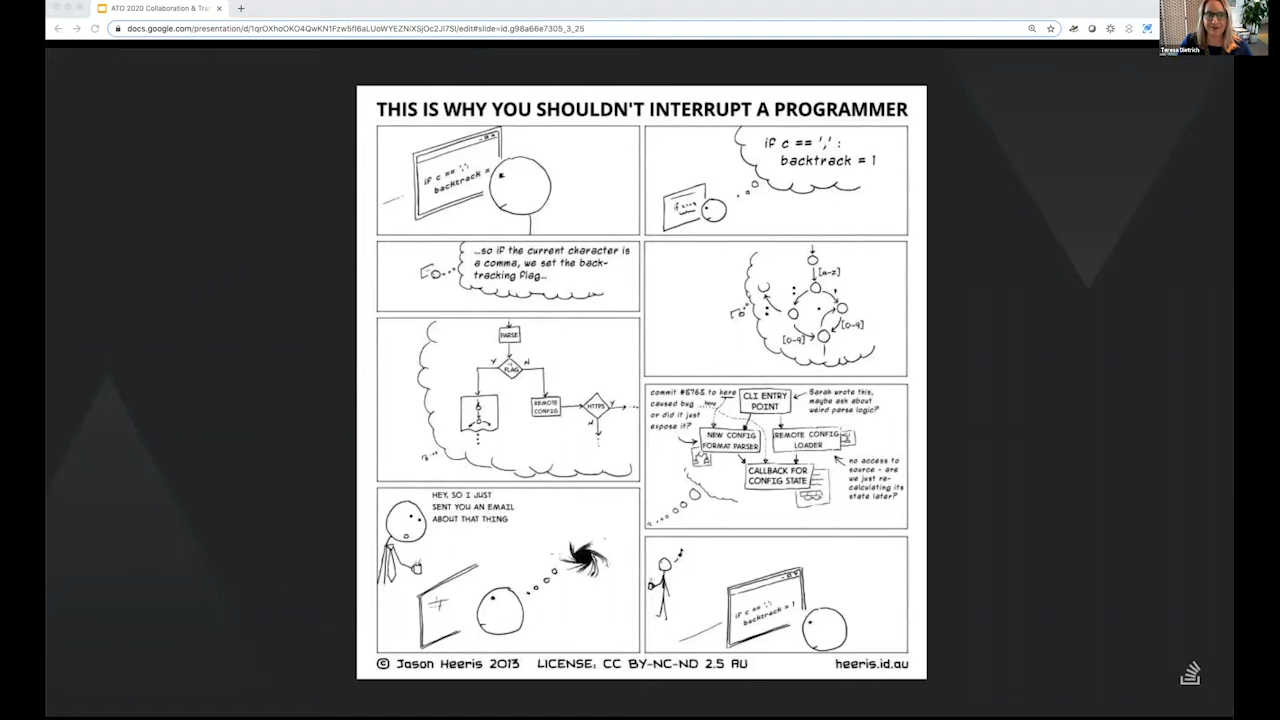 ATO 2020 Collaboration & Tra
docs.google.com/presentation/d/1qrOXhoOKO4QwKN1Fzw5fI6aLUoWYEZNiXSjOc2Jl7SI/edit#slide=id.g98a66e7305_3_25
Teresa Dietrich
THIS IS WHY YOU SHOULDN'T INTERRUPT A PROGRAMMER
if c == ',':
backtrack =
if c == ',' :
backtrack = 1
...so if the current character is
a comma, we set the back-
tracking flag...
[a-z]
[0-9]
[0-9]
PARSE
Y
N
FLAG
REMOTE
CONFIG
HTTPS
Y
N
commit #5763 to here
caused bug
here
or did it just
expose it?
CLI ENTRY
POINT
Sarah wrote this,
maybe ask about
weird parse logic?
NEW CONFIG
FORMAT PARSER
REMOTE CONFIG
LOADER
CALLBACK FOR
CONFIG STATE
no access to
source - are
we just re-
calculating its
state later?
HEY, SO I JUST
SENT YOU AN EMAIL
ABOUT THAT THING
if c == ',':
backtrack = 1
© Jason Heeris 2013 LICENSE: CC BY-NC-ND 2.5 AU heeris.id.au